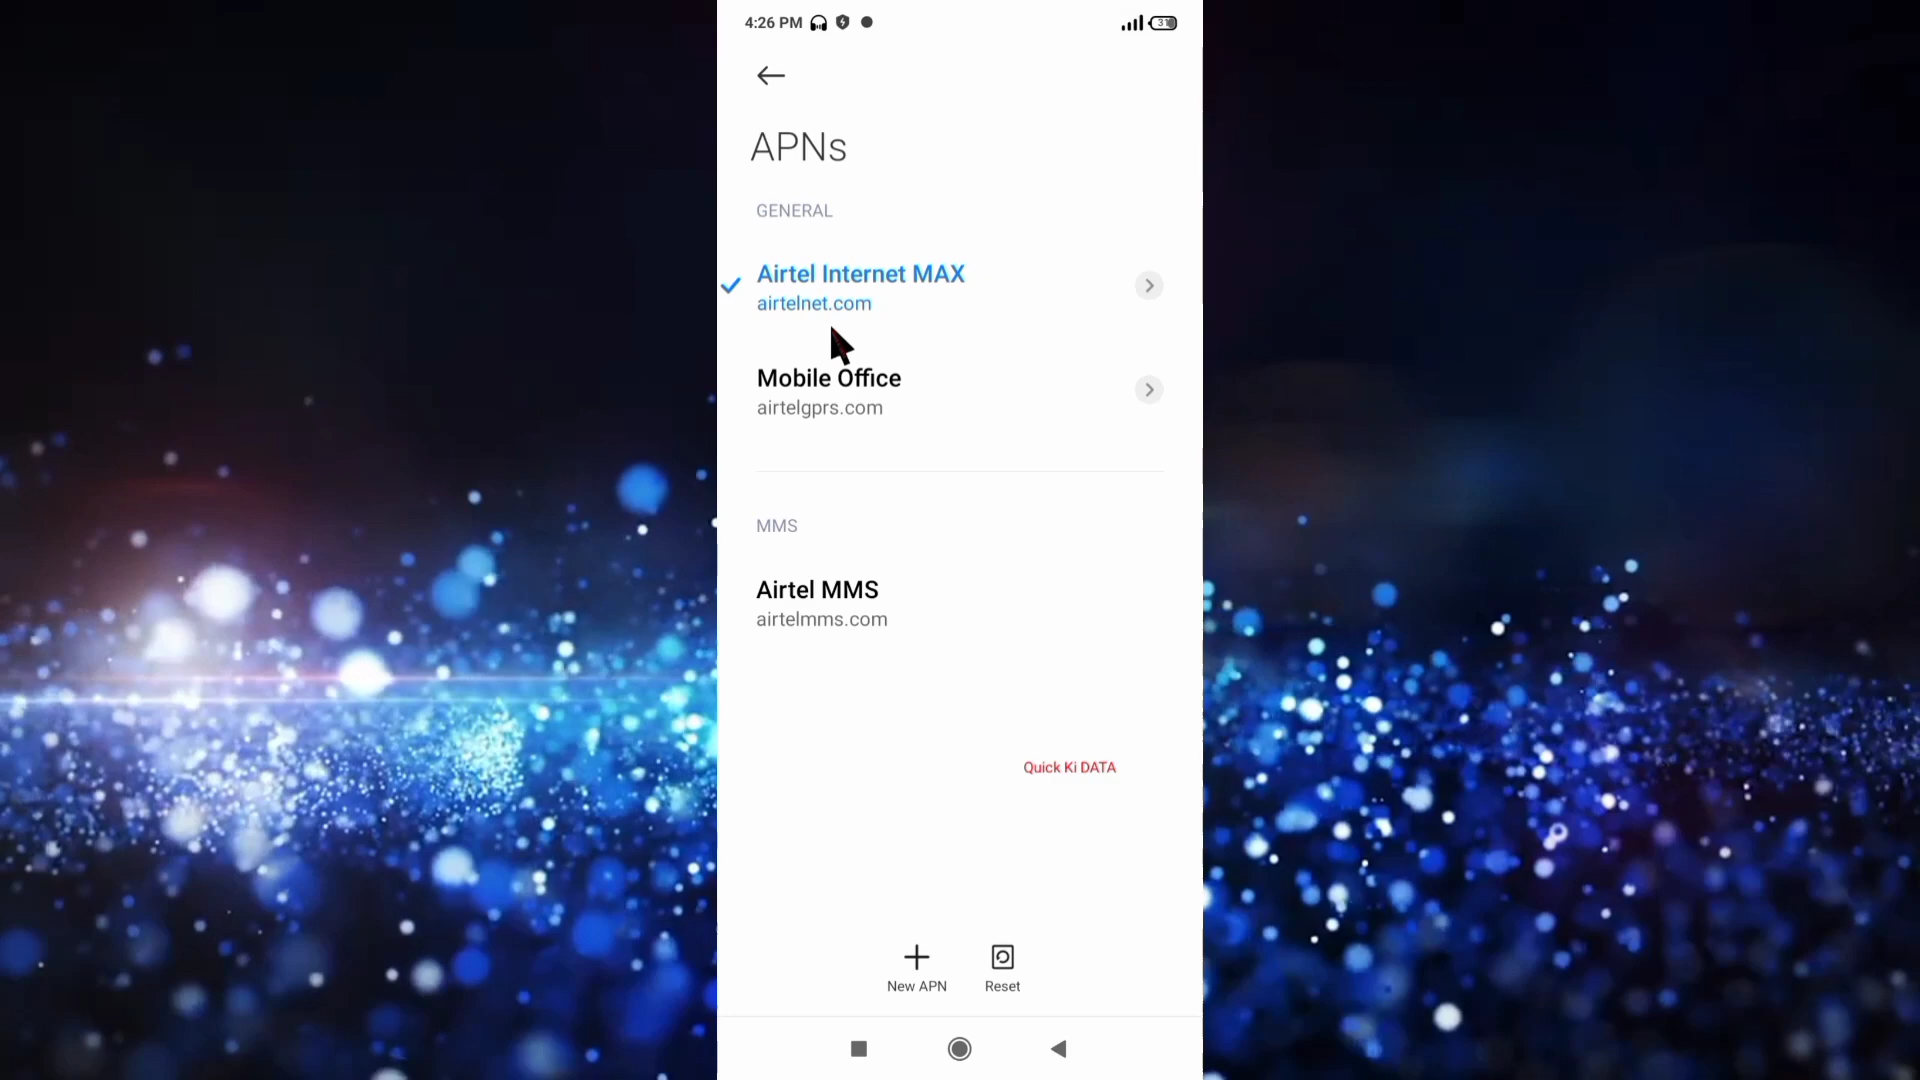 4:26 PM
APNs
GENERAL
Airtel Internet MAX
airtelnet.com
Mobile Office
airtelgprs.com
MMS
Airtel MMS
airtelmms.com
Quick Ki DATA
New APN
Reset